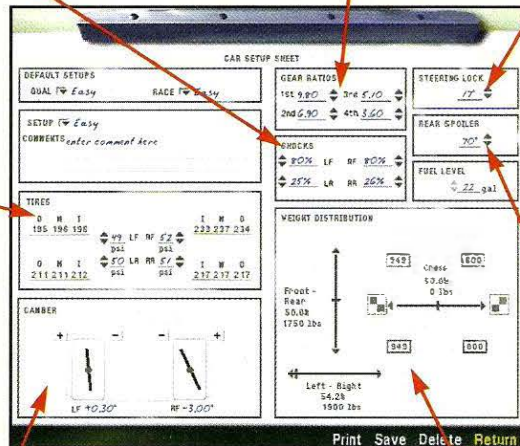 CAR SETUP SHEET
DEFAULT SETUPS
QUAL Easy RACE Easy
SETUP Easy
COMMENTS enter comment here
TIRES
O M I I M O
195 196 196 49 LF RF 52 233 237 234
psi psi
O M I 50 LR RR 51 I M O
211 211 212 psi psi 217 217 217
CAMBER
+ - - +
LF +0.30° RF -3.00°
GEAR RATIOS
1st 9.80 3rd 5.10
2nd 6.90 4th 3.60
SHOCKS
80% LF RF 80%
25% LR RR 26%
STEERING LOCK
17°
REAR SPOILER
70°
FUEL LEVEL
22 gal
WEIGHT DISTRIBUTION
949 800
Cross
50.0%
0 lbs
Front -
Rear
50.0%
1750 lbs
949 800
Left - Right
54.2%
1900 lbs
Print Save Delete Return